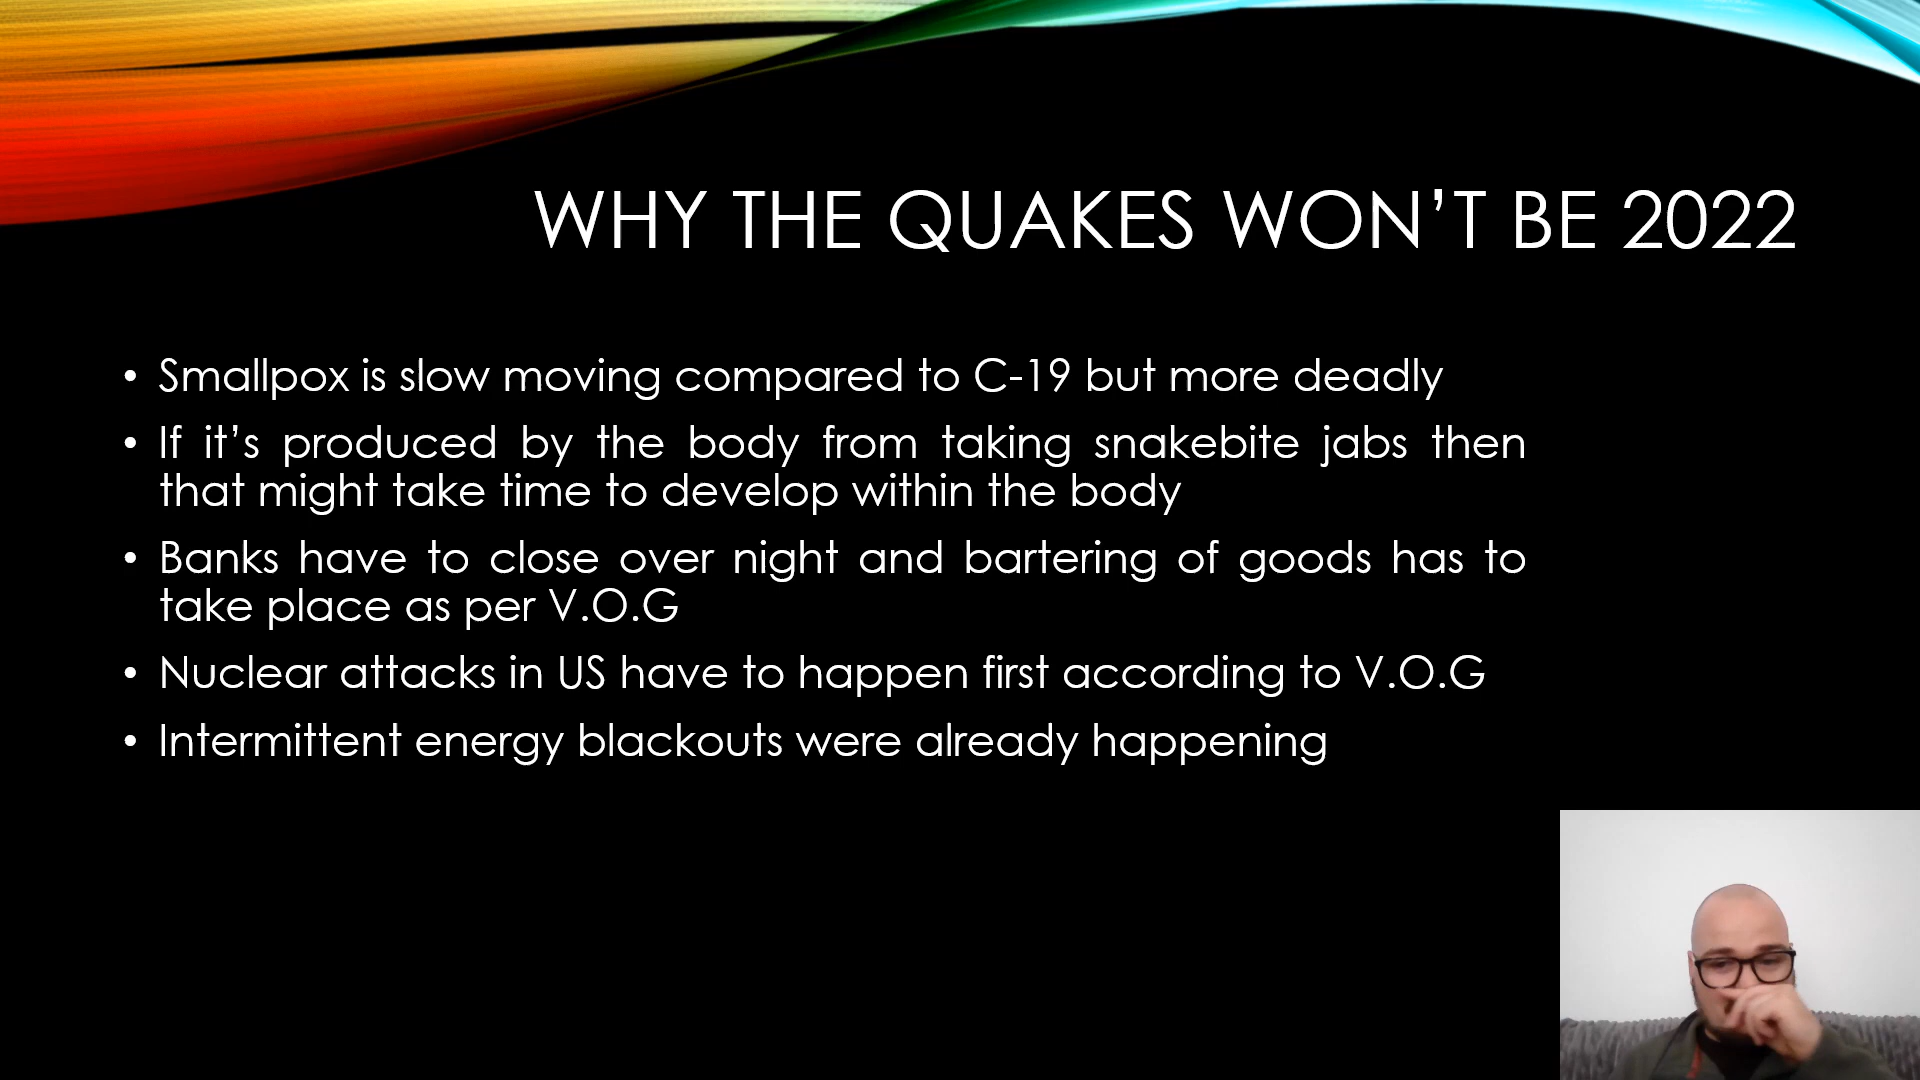 WHY THE QUAKES WON’T BE 2022
• Smallpox is slow moving compared to C-19 but more deadly
• If it’s produced by the body from taking snakebite jabs then
that might take time to develop within the body
• Banks have to close over night and bartering of goods has to
take place as per V.O.G
• Nuclear attacks in US have to happen first according to V.O.G
• Intermittent energy blackouts were already happening